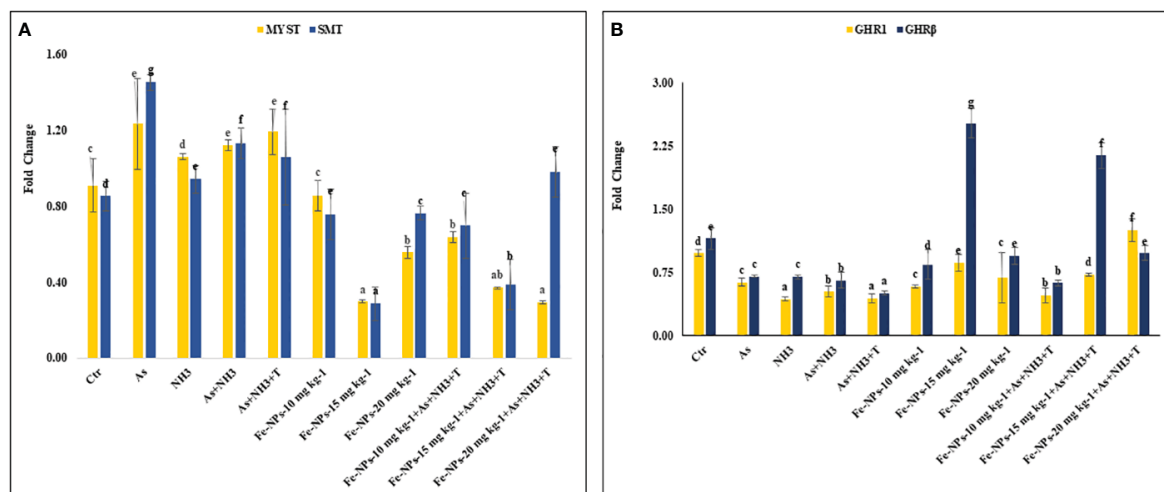 A
MYST SMT
1.60
1.20
0.80
0.40
0.00
Fold Change
c d
e g
d e
e f
e f
c e
a a
b c
b e
ab b
a e
Ctr
As
NH3
As+NH3
As+NH3+T
Fe-NPs-10 mg kg-1
Fe-NPs-15 mg kg-1
Fe-NPs-20 mg kg-1
Fe-NPs-10 mg kg-1+As+NH3+T
Fe-NPs-15 mg kg-1+As+NH3+T
Fe-NPs-20 mg kg-1+As+NH3+T
B
GHR1 GHRβ
3.00
2.25
1.50
0.75
0.00
Fold Change
d e
c c
a c
b b
a a
c d
e g
c e
b b
d f
f e
Ctr
As
NH3
As+NH3
As+NH3+T
Fe-NPs-10 mg kg-1
Fe-NPs-15 mg kg-1
Fe-NPs-20 mg kg-1
Fe-NPs-10 mg kg-1+As+NH3+T
Fe-NPs-15 mg kg-1+As+NH3+T
Fe-NPs-20 mg kg-1+As+NH3+T